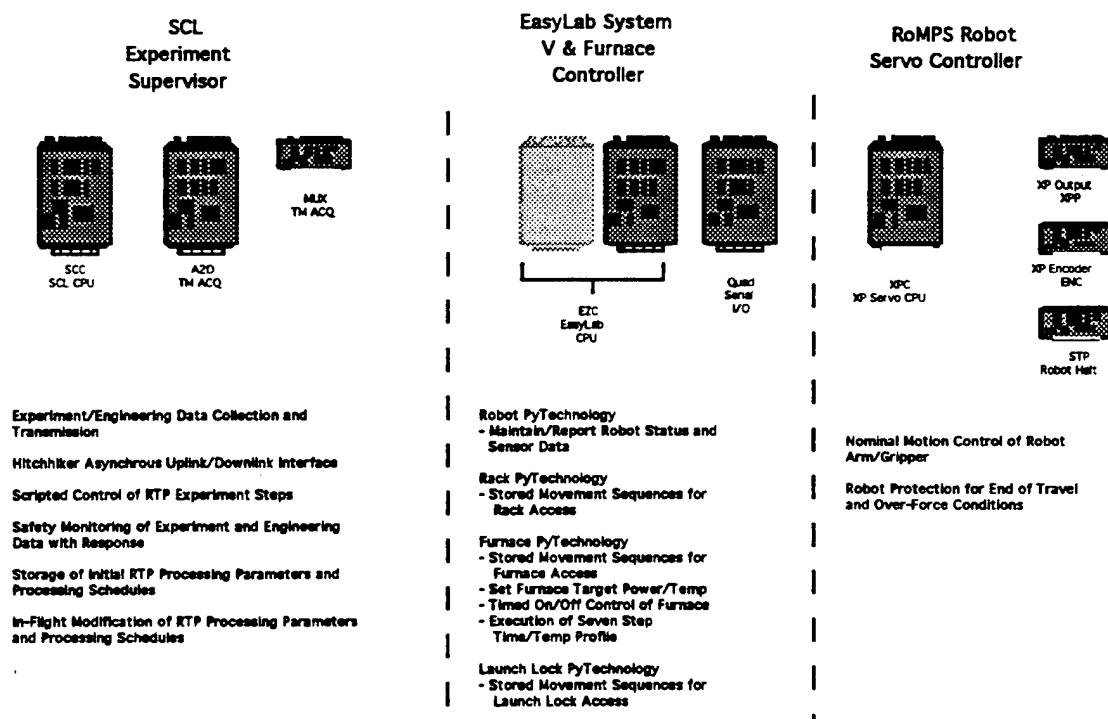 SCL
Experiment
Supervisor
MUX
TM ACQ
SCC
SCL CPU
A2D
TM ACQ
Experiment/Engineering Data Collection and
Transmission
Hitchhiker Asynchrous Uplink/Downlink Interface
Scripted Control of RTP Experiment Steps
Safety Monitoring of Experiment and Engineering
Data with Response
Storage of Initial RTP Processing Parameters and
Processing Schedules
In-Flight Modification of RTP Processing Parameters
and Processing Schedules
EasyLab System
V & Furnace
Controller
EZC
EasyLab
CPU
Quad
Serial
I/O
Robot PyTechnology
- Maintain/Report Robot Status and
Sensor Data
Rack PyTechnology
- Stored Movement Sequences for
Rack Access
Furnace PyTechnology
- Stored Movement Sequences for
Furnace Access
- Set Furnace Target Power/Temp
- Timed On/Off Control of Furnace
- Execution of Seven Step
Time/Temp Profile
Launch Lock PyTechnology
- Stored Movement Sequences for
Launch Lock Access
RoMPS Robot
Servo Controller
XPC
XP Servo CPU
XP Output
XPP
XP Encoder
ENC
STP
Robot Halt
Nominal Motion Control of Robot
Arm/Gripper
Robot Protection for End of Travel
and Over-Force Conditions